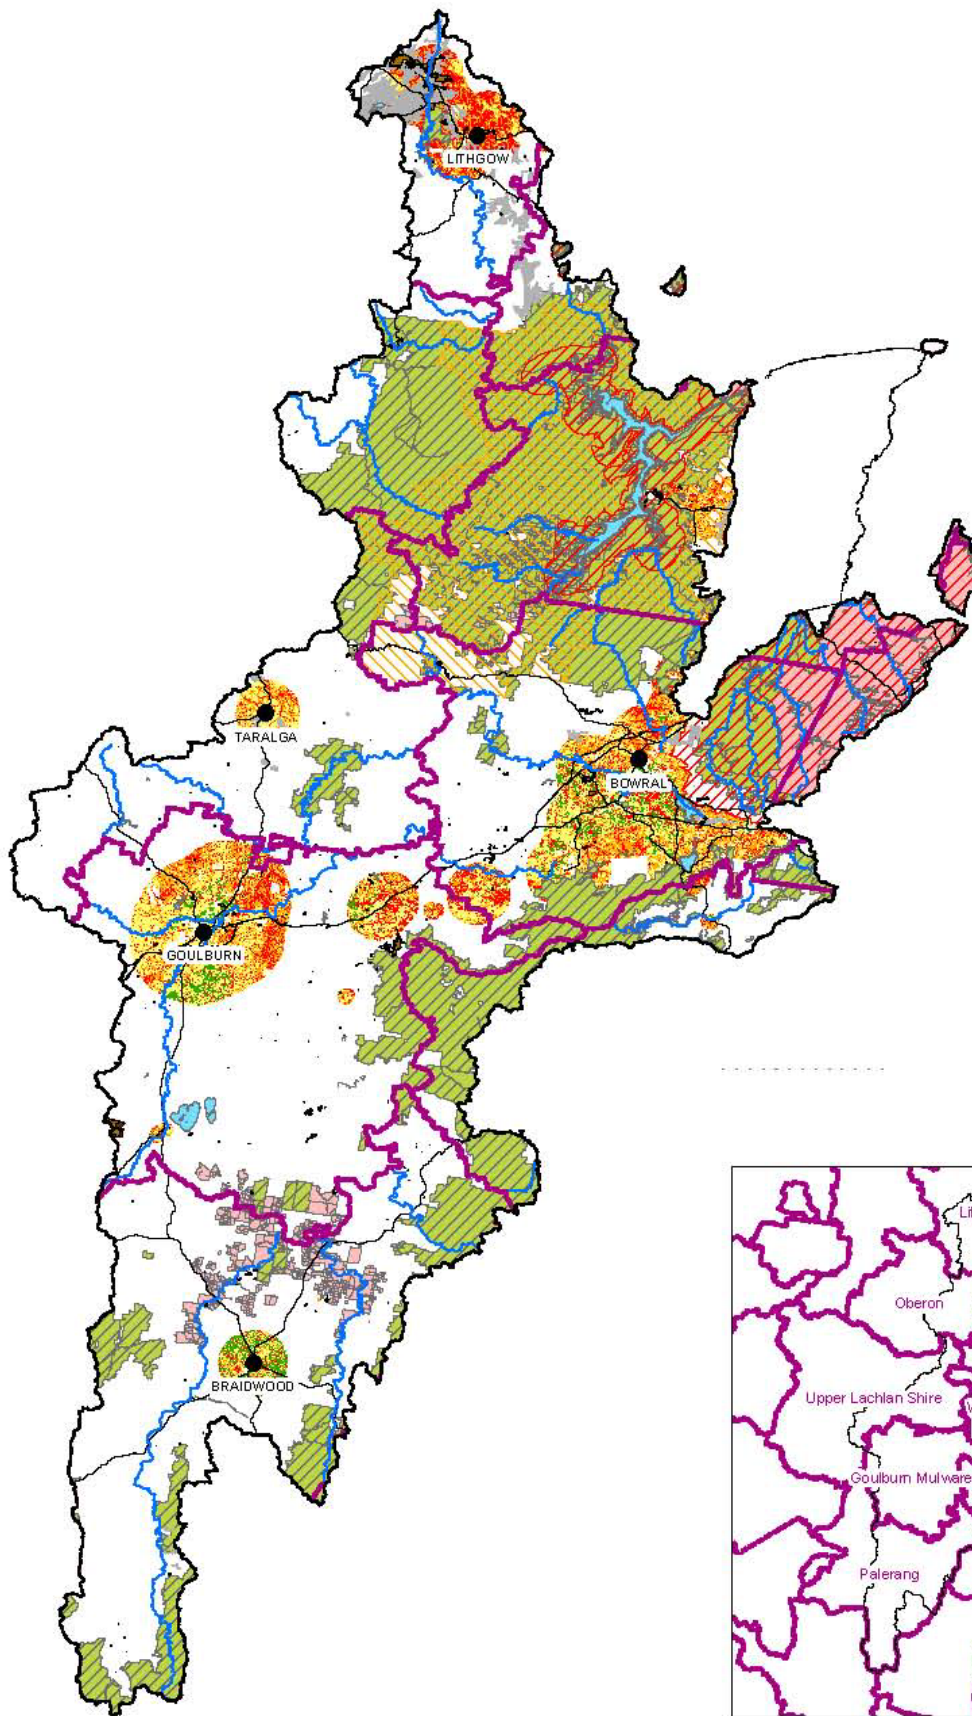 LITHGOW
TARALGA
BOWRAL
GOULBURN
BRAIDWOOD
Oberon
Upper Lachlan Shire
Goulburn Mulware
Palerang